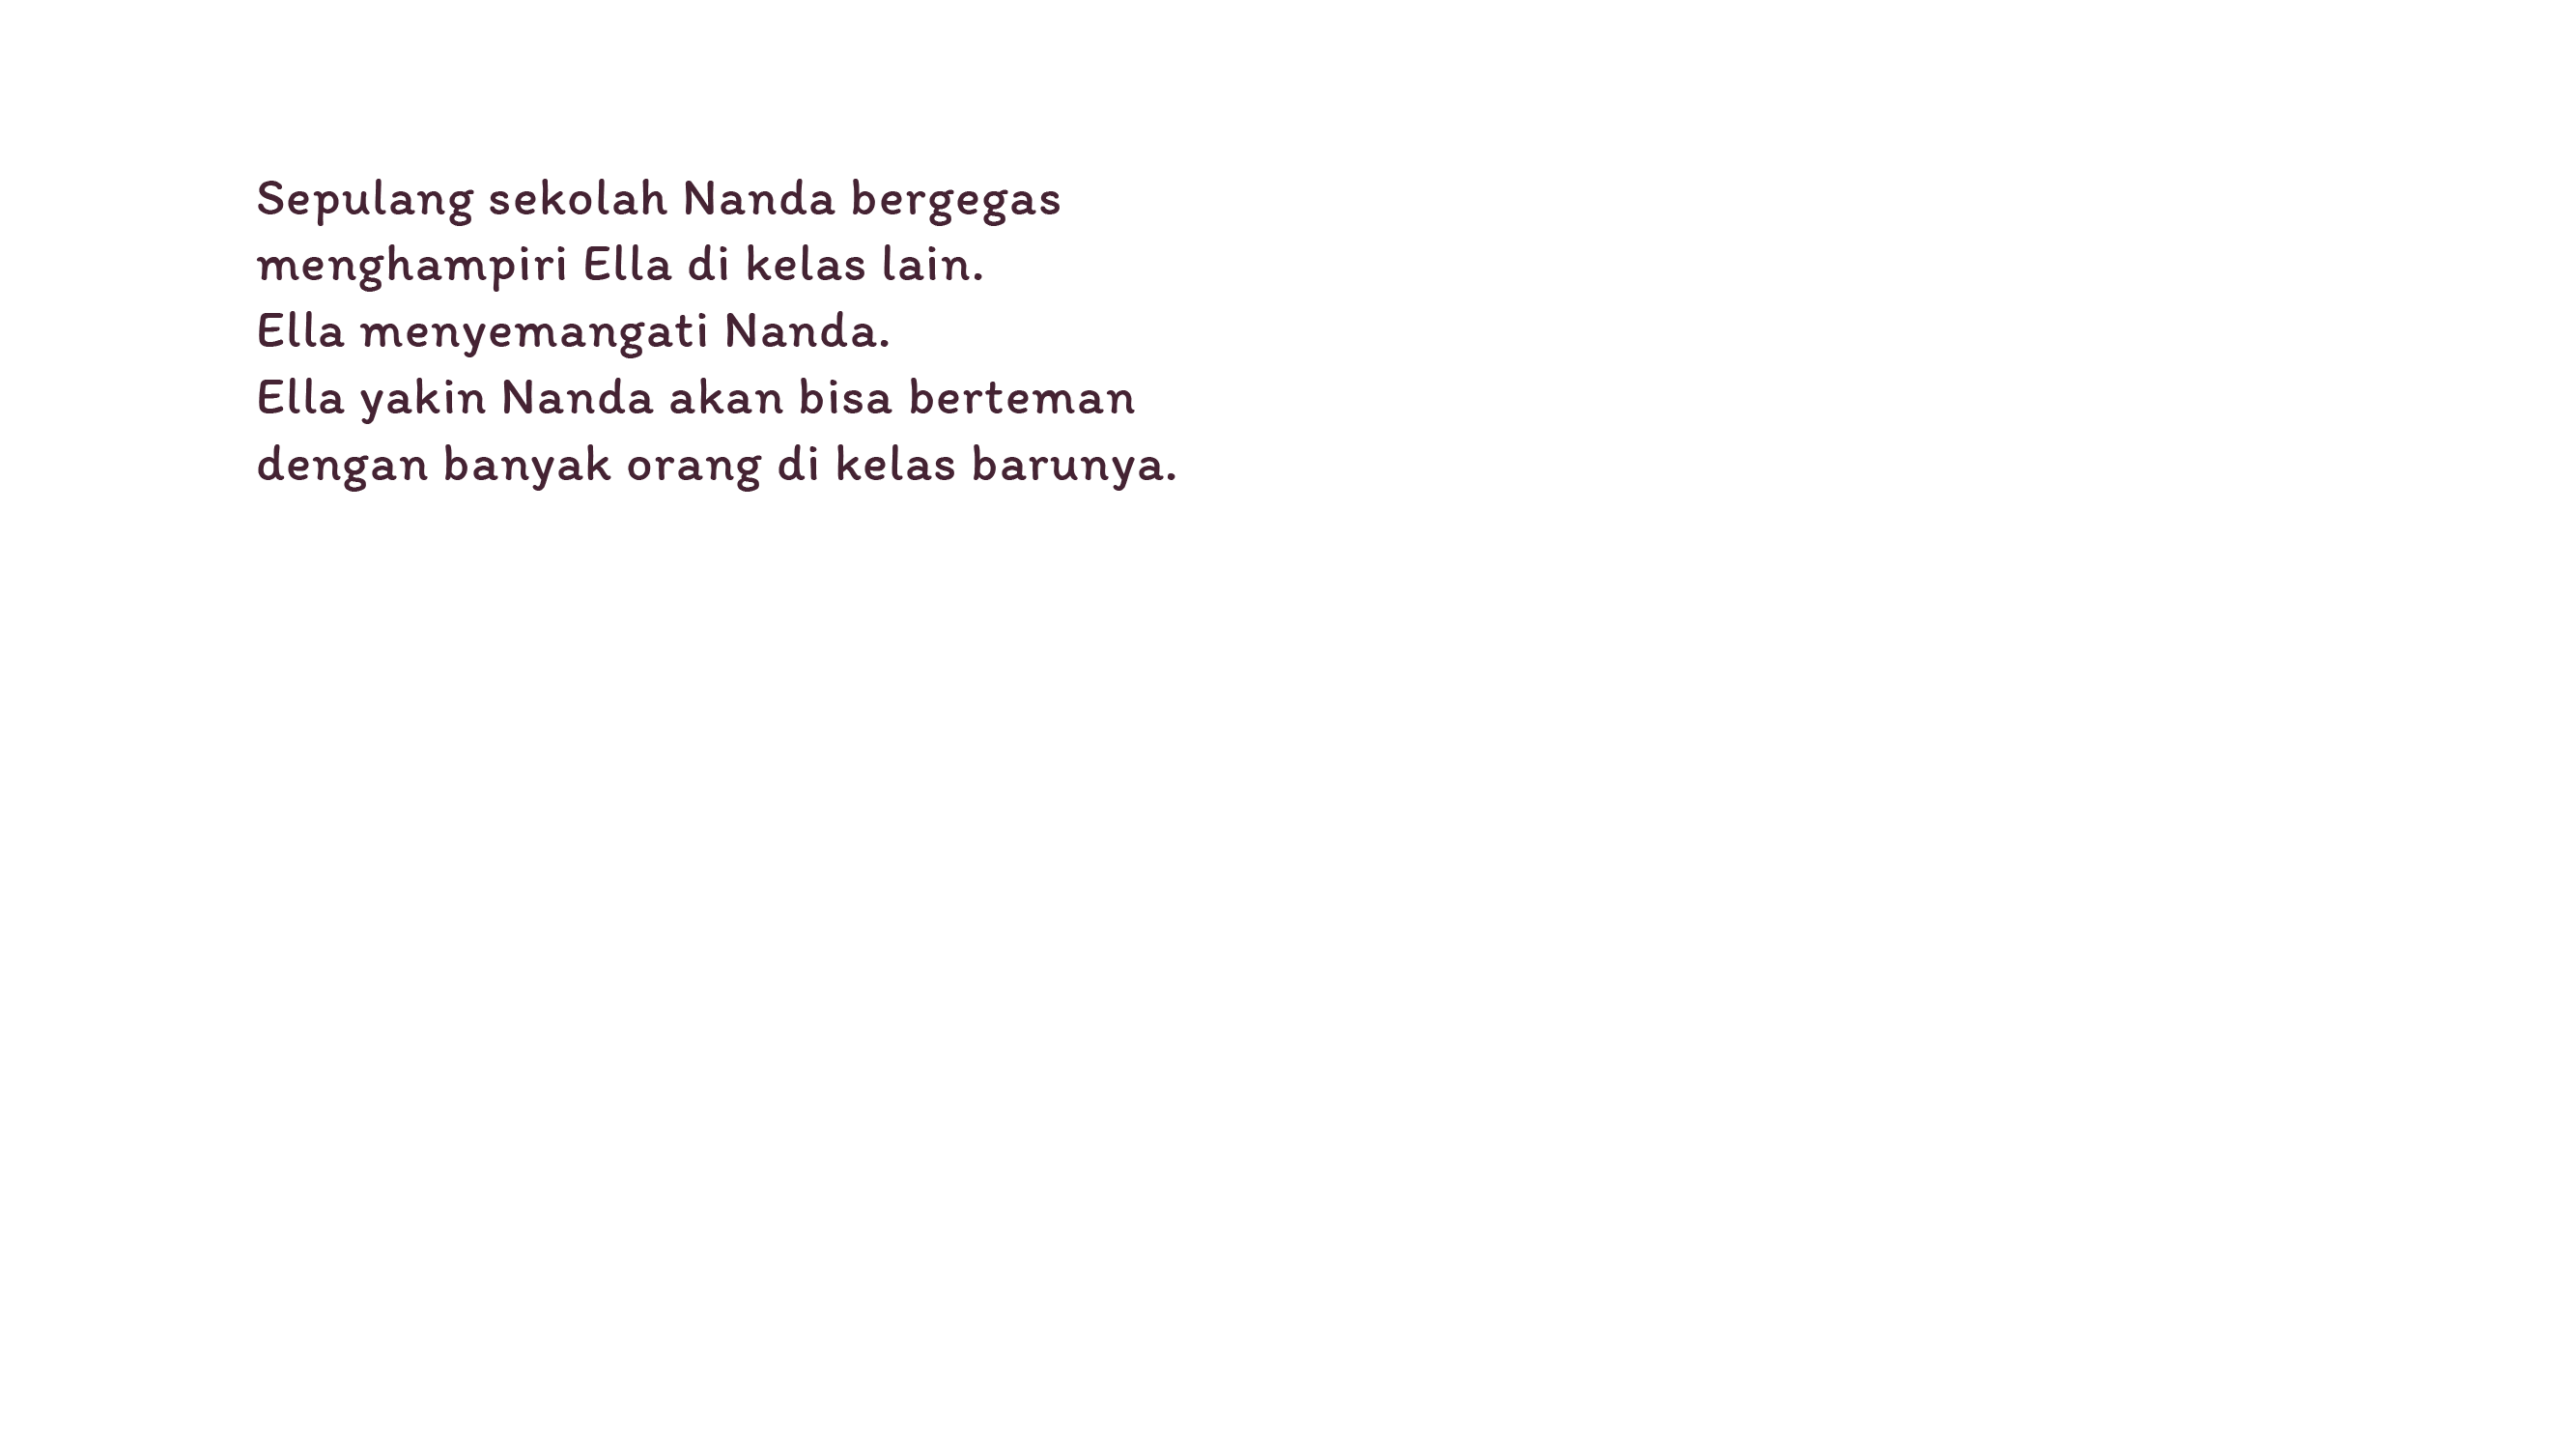 Sepulang sekolah Nanda bergegas
menghampiri Ella di kelas lain.
Ella menyemangati Nanda.
Ella yakin Nanda akan bisa berteman
dengan banyak orang di kelas barunya.